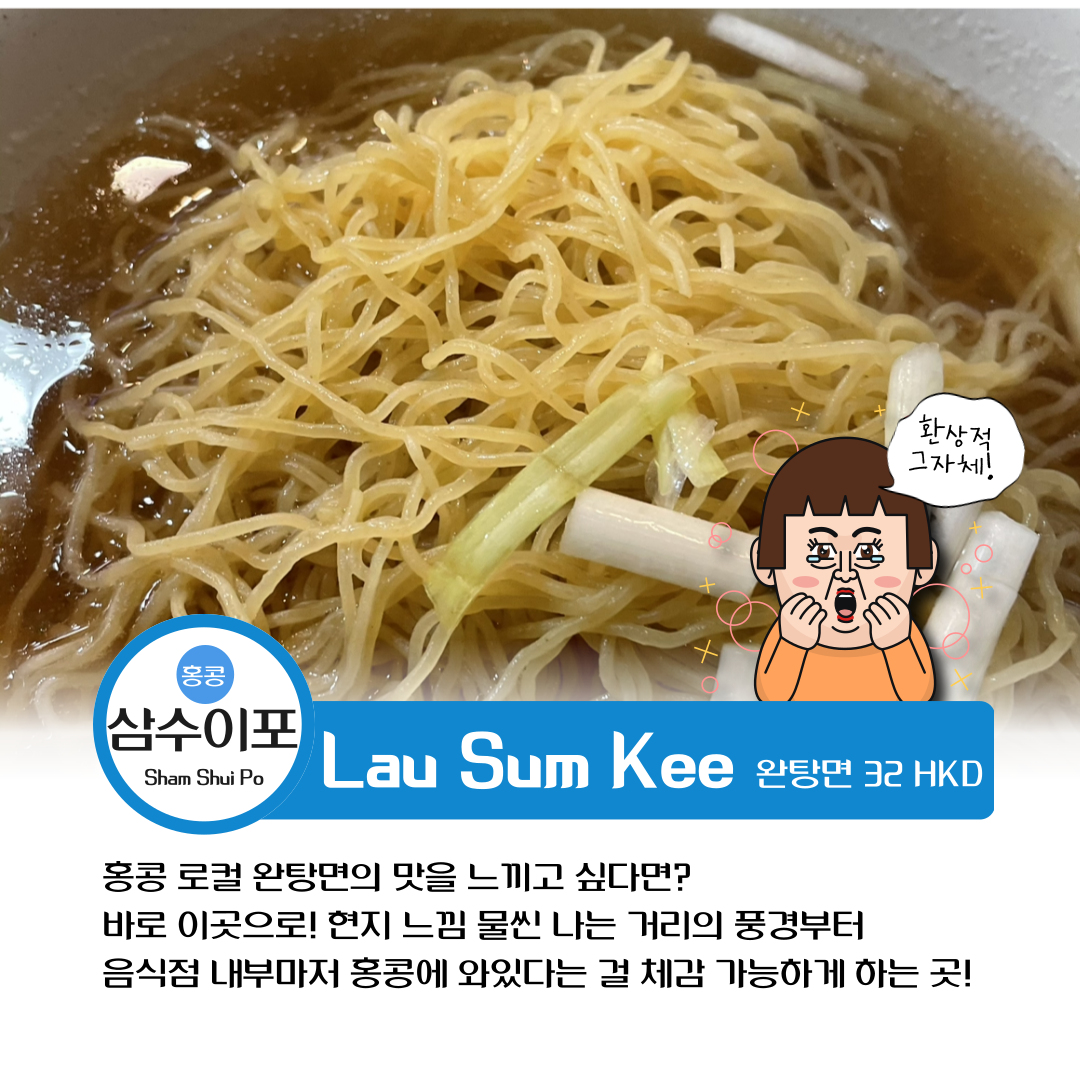 환상적
그자체!
홍콩
삼수이포
Sham Shui Po
Lau Sum Kee 완탕면 32 HKD
홍콩 로컬 완탕면의 맛을 느끼고 싶다면?
바로 이곳으로! 현지 느낌 물씬 나는 거리의 풍경부터
음식점 내부마저 홍콩에 와있다는 걸 체감 가능하게 하는 곳!